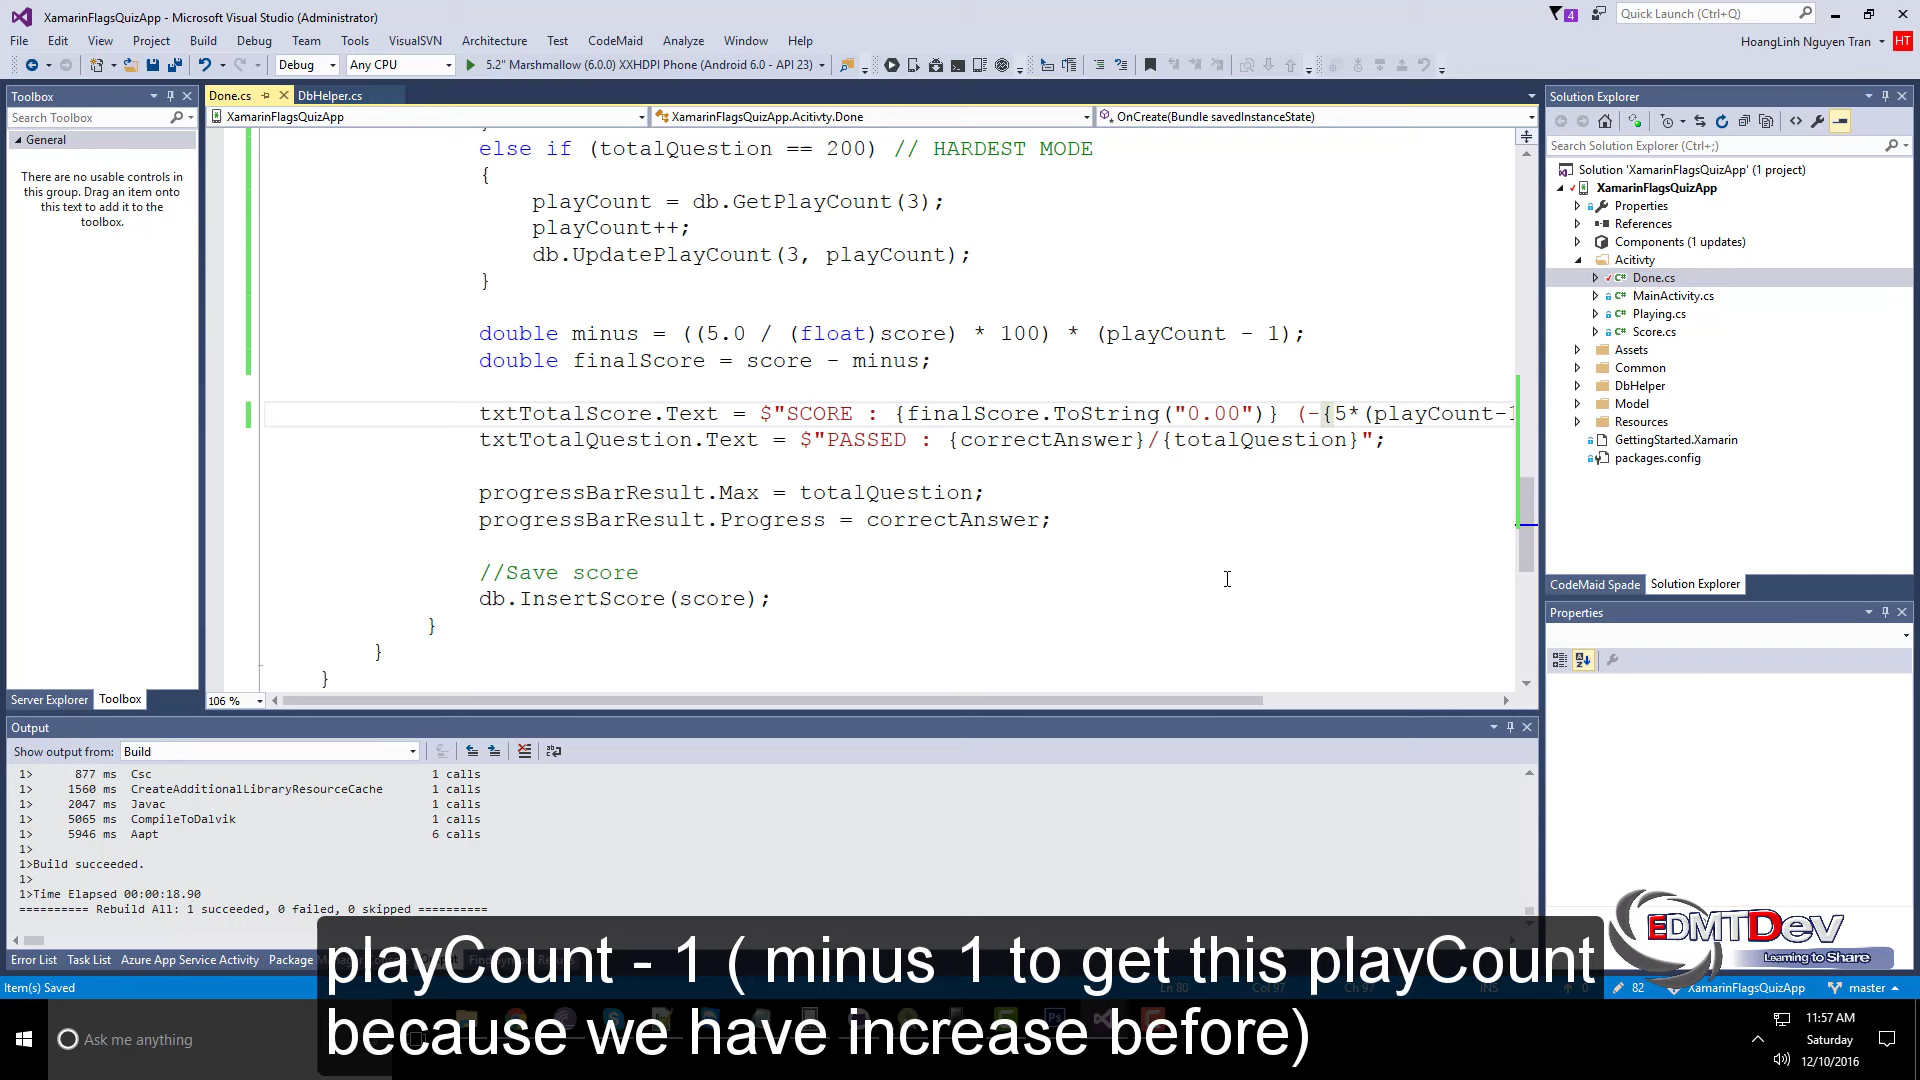 XamarinFlagsQuizApp - Microsoft Visual Studio (Administrator)
4
Quick Launch (Ctrl+Q)
File Edit View Project Build Debug Team Tools VisualSVN Architecture Test CodeMaid Analyze Window Help
HoangLinh Nguyen Tran
HT
Debug Any CPU 5.2" Marshmallow (6.0.0) XXHDPI Phone (Android 6.0 - API 23)
Toolbox
Search Toolbox
General
There are no usable controls in
this group. Drag an item onto
this text to add it to the
toolbox.
Server Explorer Toolbox
Done.cs DbHelper.cs
XamarinFlagsQuizApp XamarinFlagsQuizApp.Acitivty.Done OnCreate(Bundle savedInstanceState)
else if (totalQuestion == 200) // HARDEST MODE
{
playCount = db.GetPlayCount(3);
playCount++;
db.UpdatePlayCount(3, playCount);
}
double minus = ((5.0 / (float)score) * 100) * (playCount - 1);
double finalScore = score - minus;
txtTotalScore.Text = $"SCORE : {finalScore.ToString("0.00")} (-{5*(playCount-1
txtTotalQuestion.Text = $"PASSED : {correctAnswer}/{totalQuestion}";
progressBarResult.Max = totalQuestion;
progressBarResult.Progress = correctAnswer;
//Save score
db.InsertScore(score);
}
}
}
106 %
Solution Explorer
Search Solution Explorer (Ctrl+;)
Solution 'XamarinFlagsQuizApp' (1 project)
XamarinFlagsQuizApp
Properties
References
Components (1 updates)
Acitivty
C# Done.cs
C# MainActivity.cs
C# Playing.cs
C# Score.cs
Assets
Common
DbHelper
Model
Resources
GettingStarted.Xamarin
packages.config
CodeMaid Spade Solution Explorer
Properties
Output
Show output from: Build
1> 877 ms Csc 1 calls
1> 1560 ms CreateAdditionalLibraryResourceCache 1 calls
1> 2047 ms Javac 1 calls
1> 5065 ms CompileToDalvik 1 calls
1> 5946 ms Aapt 6 calls
1>
1>Build succeeded.
1>
1>Time Elapsed 00:00:18.90
========== Rebuild All: 1 succeeded, 0 failed, 0 skipped ==========
Error List Task List Azure App Service Activity Package
Item(s) Saved
Ln 80 Col 97 Ch 97 INS
0 82 XamarinFlagsQuizApp master
playCount - 1 ( minus 1 to get this playCount
because we have increase before)
EDMTDev
Learning to Share
Ask me anything
11:57 AM
Saturday
12/10/2016